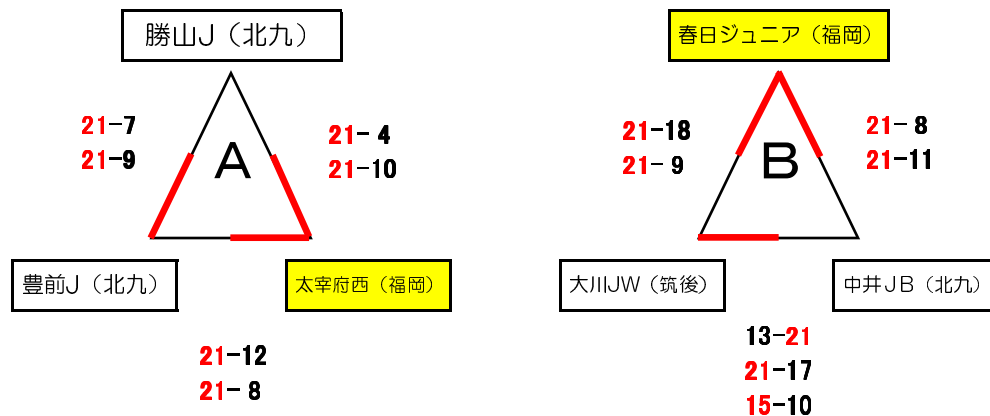 勝山J（北九）
春日ジュニア（福岡）
21-7
21-9
A
21- 4
21-10
21-18
21- 9
B
21- 8
21-11
豊前J（北九）
太宰府西（福岡）
大川JW（筑後）
中井JB（北九）
21-12
21- 8
13-21
21-17
15-10